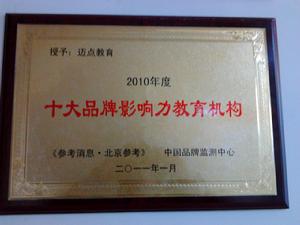 授予：迈点教育
2010年度
十大品牌影响力教育机构
《参考消息·北京参考》 中国品牌监测中心
二〇一一年一月